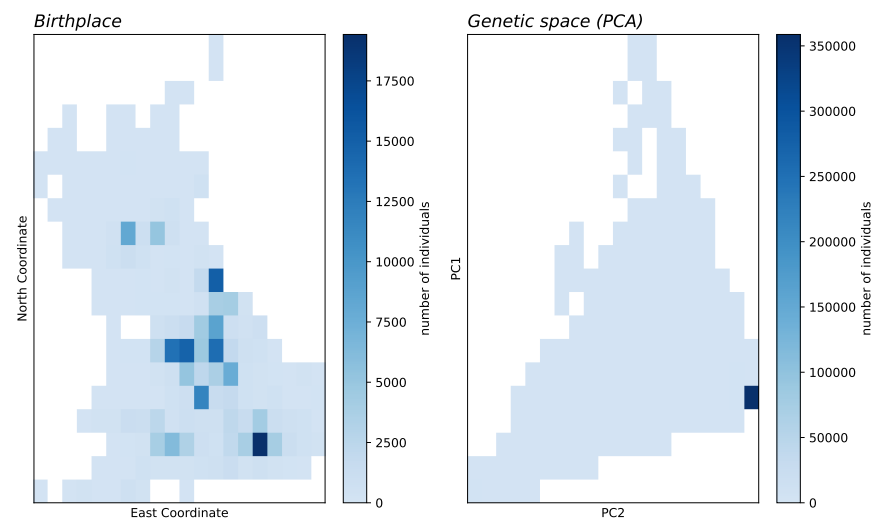 Birthplace
North Coordinate
East Coordinate
17500
15000
12500
10000
7500
5000
2500
0
number of individuals
Genetic space (PCA)
PC1
PC2
350000
300000
250000
200000
150000
100000
50000
0
number of individuals